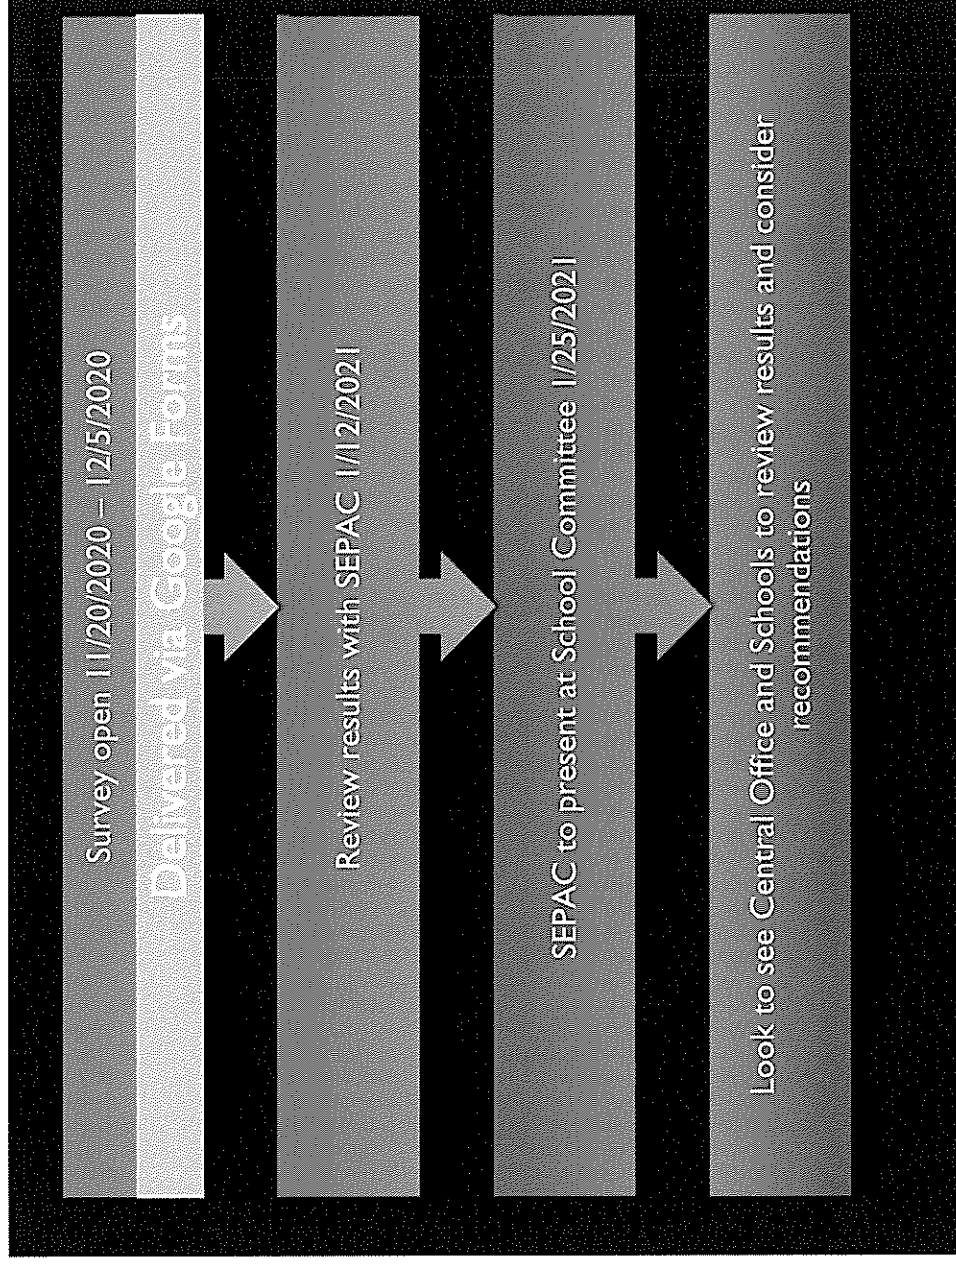 Survey open 11/20/2020 – 12/5/2020
Delivered via Google Forms
Review results with SEPAC 1/12/2021
SEPAC to present at School Committee 1/25/2021
Look to see Central Office and Schools to review results and consider
recommendations